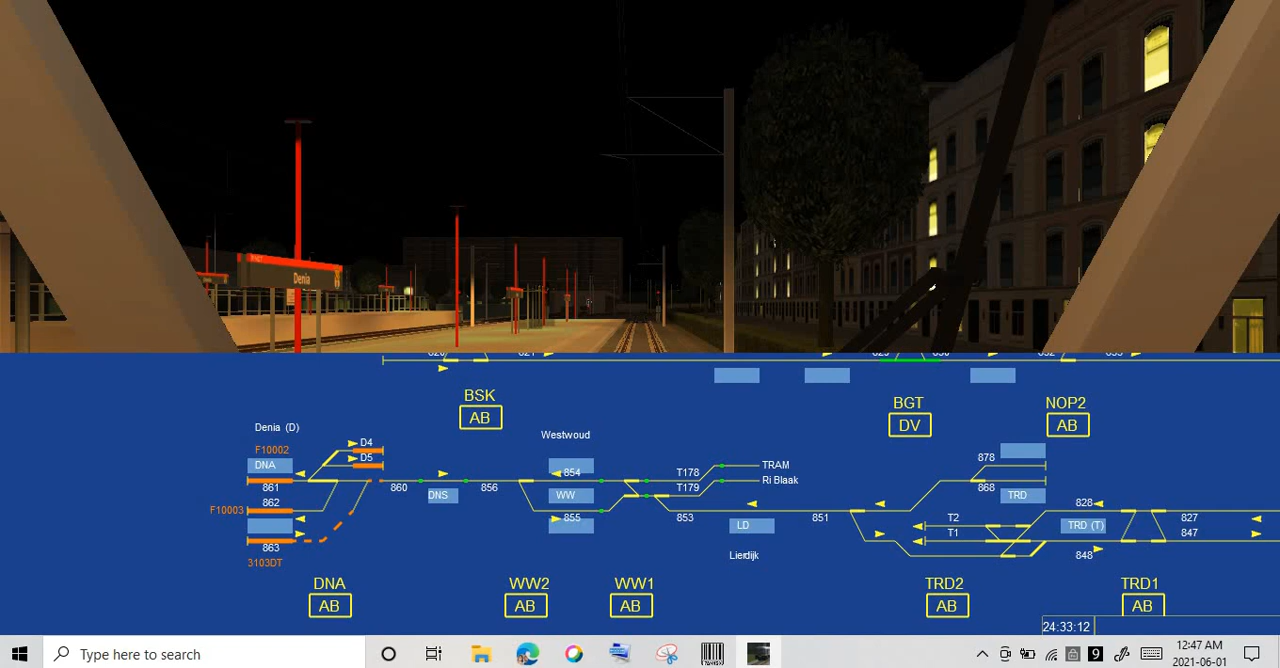 Denia
BSK
AB
BGT
DV
NOP2
AB
Denia (D)
F10002
DNA
861
862
F10003
863
3103DT
D4
D5
860
DNS
856
Westwoud
854
WW
855
T178
T179
TRAM
Ri Blaak
853
LD
Lierdijk
851
878
868
TRD
T2
T1
828
TRD (T)
848
827
847
DNA
AB
WW2
AB
WW1
AB
TRD2
AB
TRD1
AB
24:33:12
Type here to search
9
12:47 AM
2021-06-01